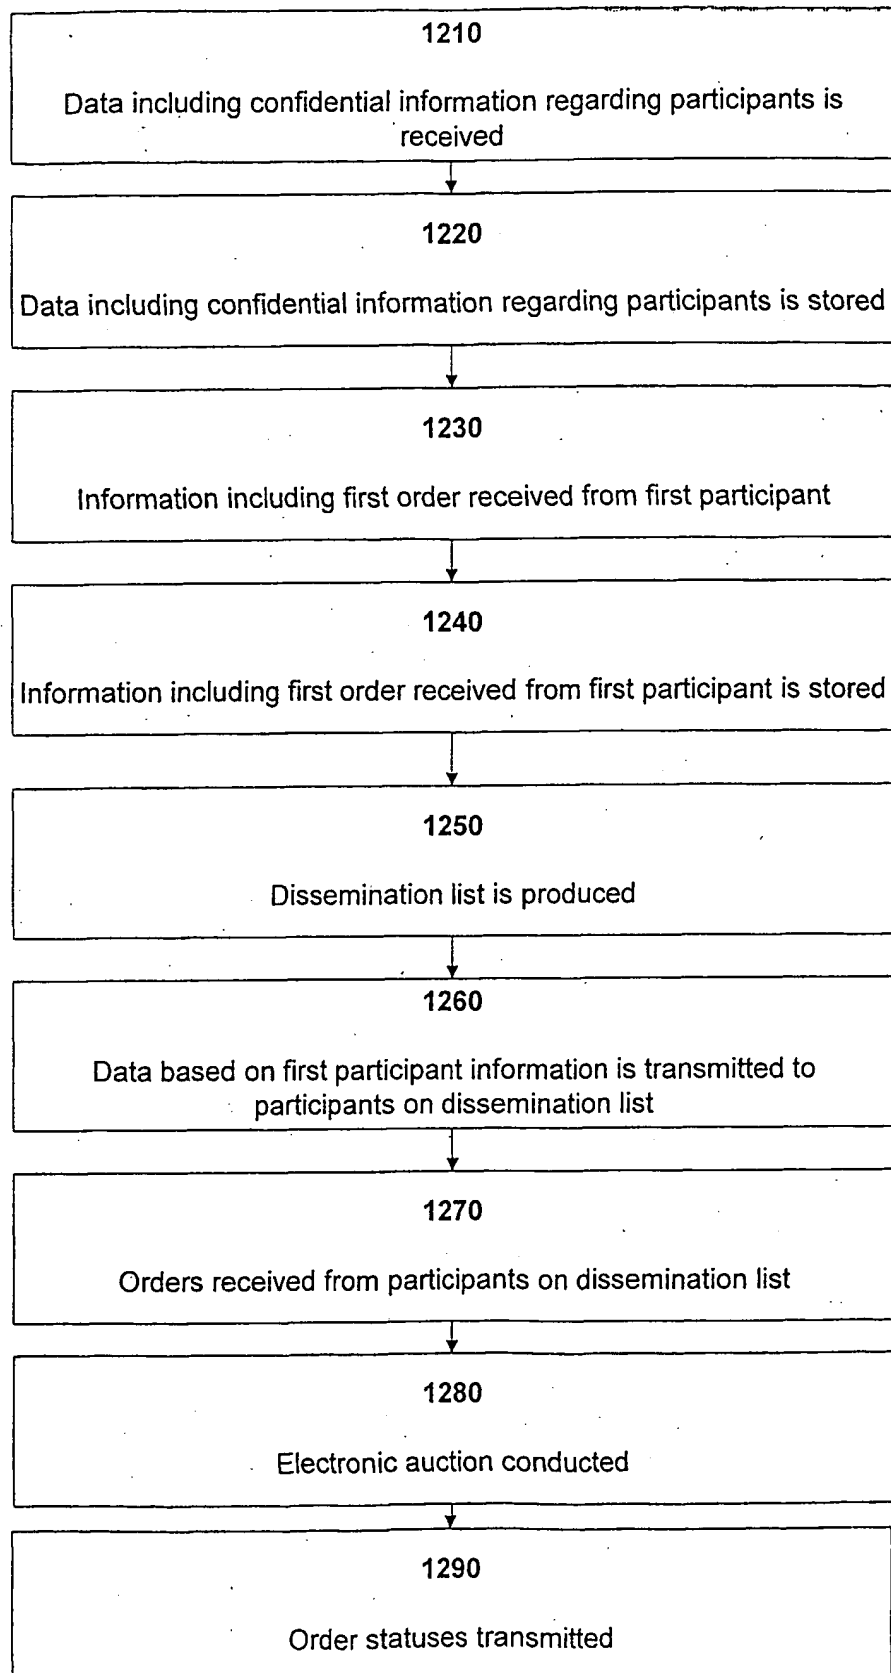 1210
Data including confidential information regarding participants is
received
1220
Data including confidential information regarding participants is stored
1230
Information including first order received from first participant
1240
Information including first order received from first participant is stored
1250
Dissemination list is produced
1260
Data based on first participant information is transmitted to
participants on dissemination list
1270
Orders received from participants on dissemination list
1280
Electronic auction conducted
1290
Order statuses transmitted